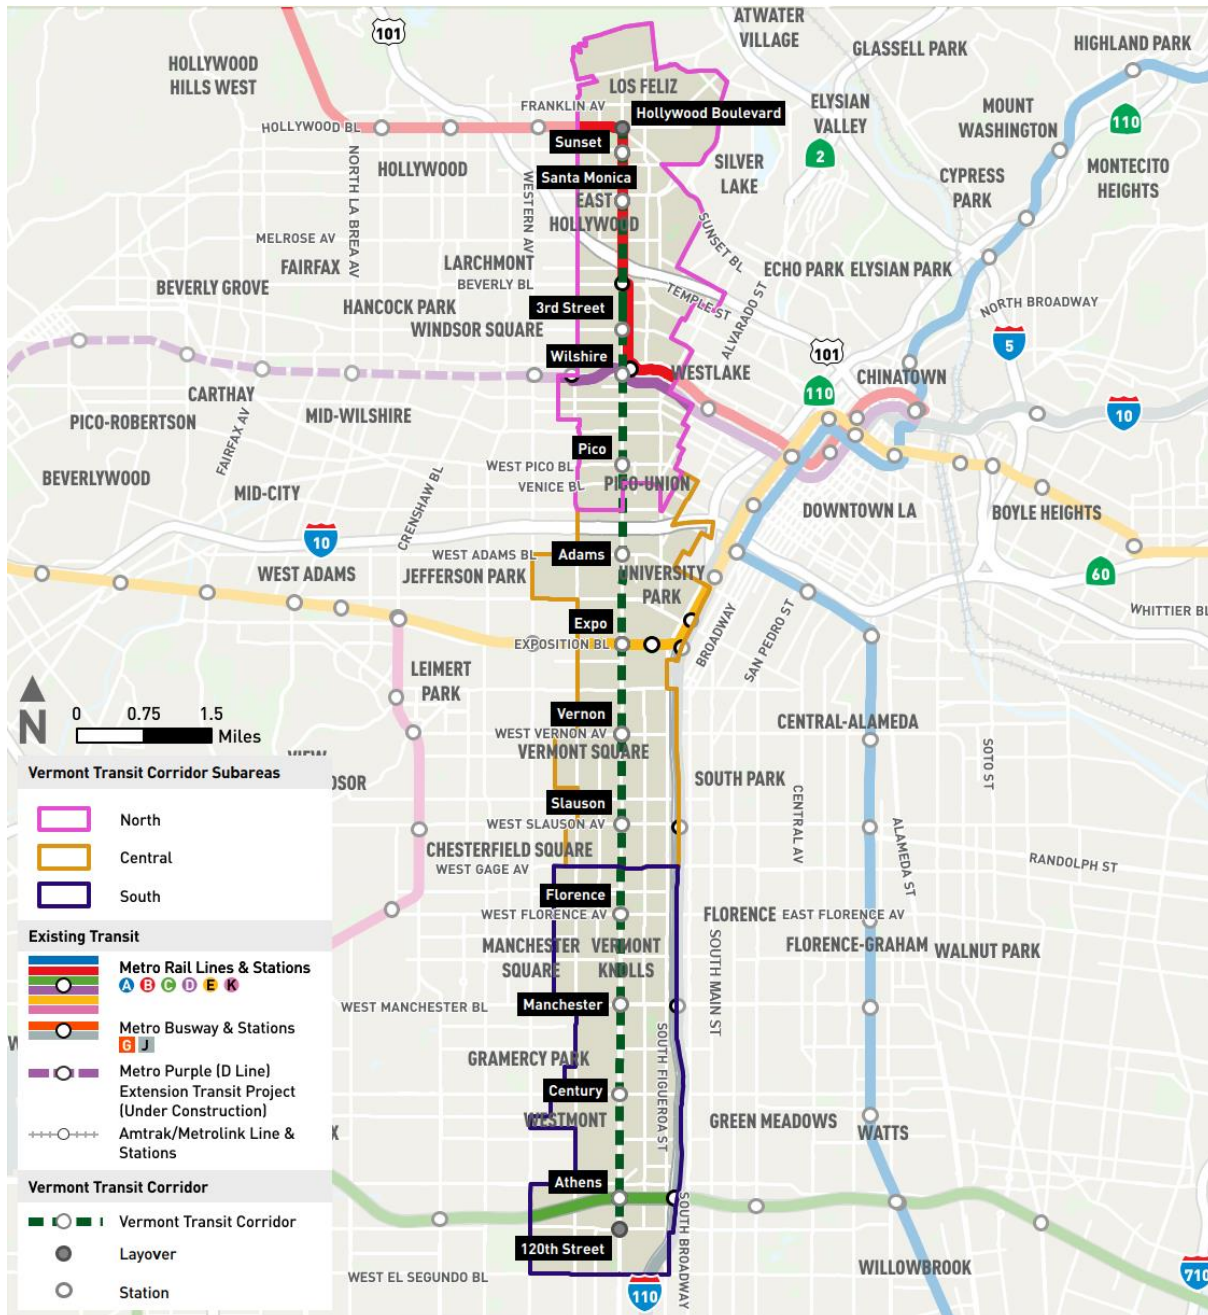 101
ATWATER
VILLAGE
GLASSELL PARK
HIGHLAND PARK
HOLLYWOOD
HILLS WEST
LOS FELIZ
FRANKLIN AV
Hollywood Boulevard
ELYSIAN
VALLEY
MOUNT
WASHINGTON
110
HOLLYWOOD BL
Sunset
2
HOLLYWOOD
NORTH LA BREA AV
WESTERN AV
Santa Monica
SILVER
LAKE
CYPRESS
PARK
MONTECITO
HEIGHTS
EAST
HOLLYWOOD
SUNSET BL
MELROSE AV
FAIRFAX
LARCHMONT
BEVERLY BL
ECHO PARK
ELYSIAN PARK
BEVERLY GROVE
HANCOCK PARK
3rd Street
TEMPLE ST
ALVARADO ST
NORTH BROADWAY
WINDSOR SQUARE
5
101
Wilshire
WESTLAKE
CHINATOWN
CARTHAY
110
10
PICO-ROBERTSON
FAIRFAX AV
MID-WILSHIRE
Pico
BEVERLYWOOD
MID-CITY
CRENSHAW BL
WEST PICO BL
VENICE BL
PICO-UNION
DOWNTOWN LA
BOYLE HEIGHTS
10
WEST ADAMS BL
Adams
WEST ADAMS
JEFFERSON PARK
UNIVERSITY
PARK
60
WHITTIER BL
Expo
EXPOSITION BL
BROADWAY
SAN PEDRO ST
LEIMERT
PARK
N
0
0.75
1.5
Miles
Vernon
WEST VERNON AV
VERMONT SQUARE
CENTRAL-ALAMEDA
SOTO ST
SOUTH PARK
Slauson
WEST SLAUSON AV
CENTRAL AV
ALAMEDA ST
CHESTERFIELD SQUARE
WEST GAGE AV
RANDOLPH ST
Florence
WEST FLORENCE AV
FLORENCE
EAST FLORENCE AV
MANCHESTER
SQUARE
VERMONT
KNOLLS
SOUTH MAIN ST
FLORENCE-GRAHAM
WALNUT PARK
WEST MANCHESTER BL
Manchester
GRAMERCY PARK
SOUTH FIGUEROA ST
Century
WESTMONT
GREEN MEADOWS
WATTS
Athens
SOUTH BROADWAY
120th Street
WEST EL SEGUNDO BL
110
WILLOWBROOK
710
Vermont Transit Corridor Subareas
North
Central
South
Existing Transit
Metro Rail Lines & Stations
A B C D E K
Metro Busway & Stations
G J
Metro Purple (D Line)
Extension Transit Project
(Under Construction)
Amtrak/Metrolink Line &
Stations
Vermont Transit Corridor
Vermont Transit Corridor
Layover
Station